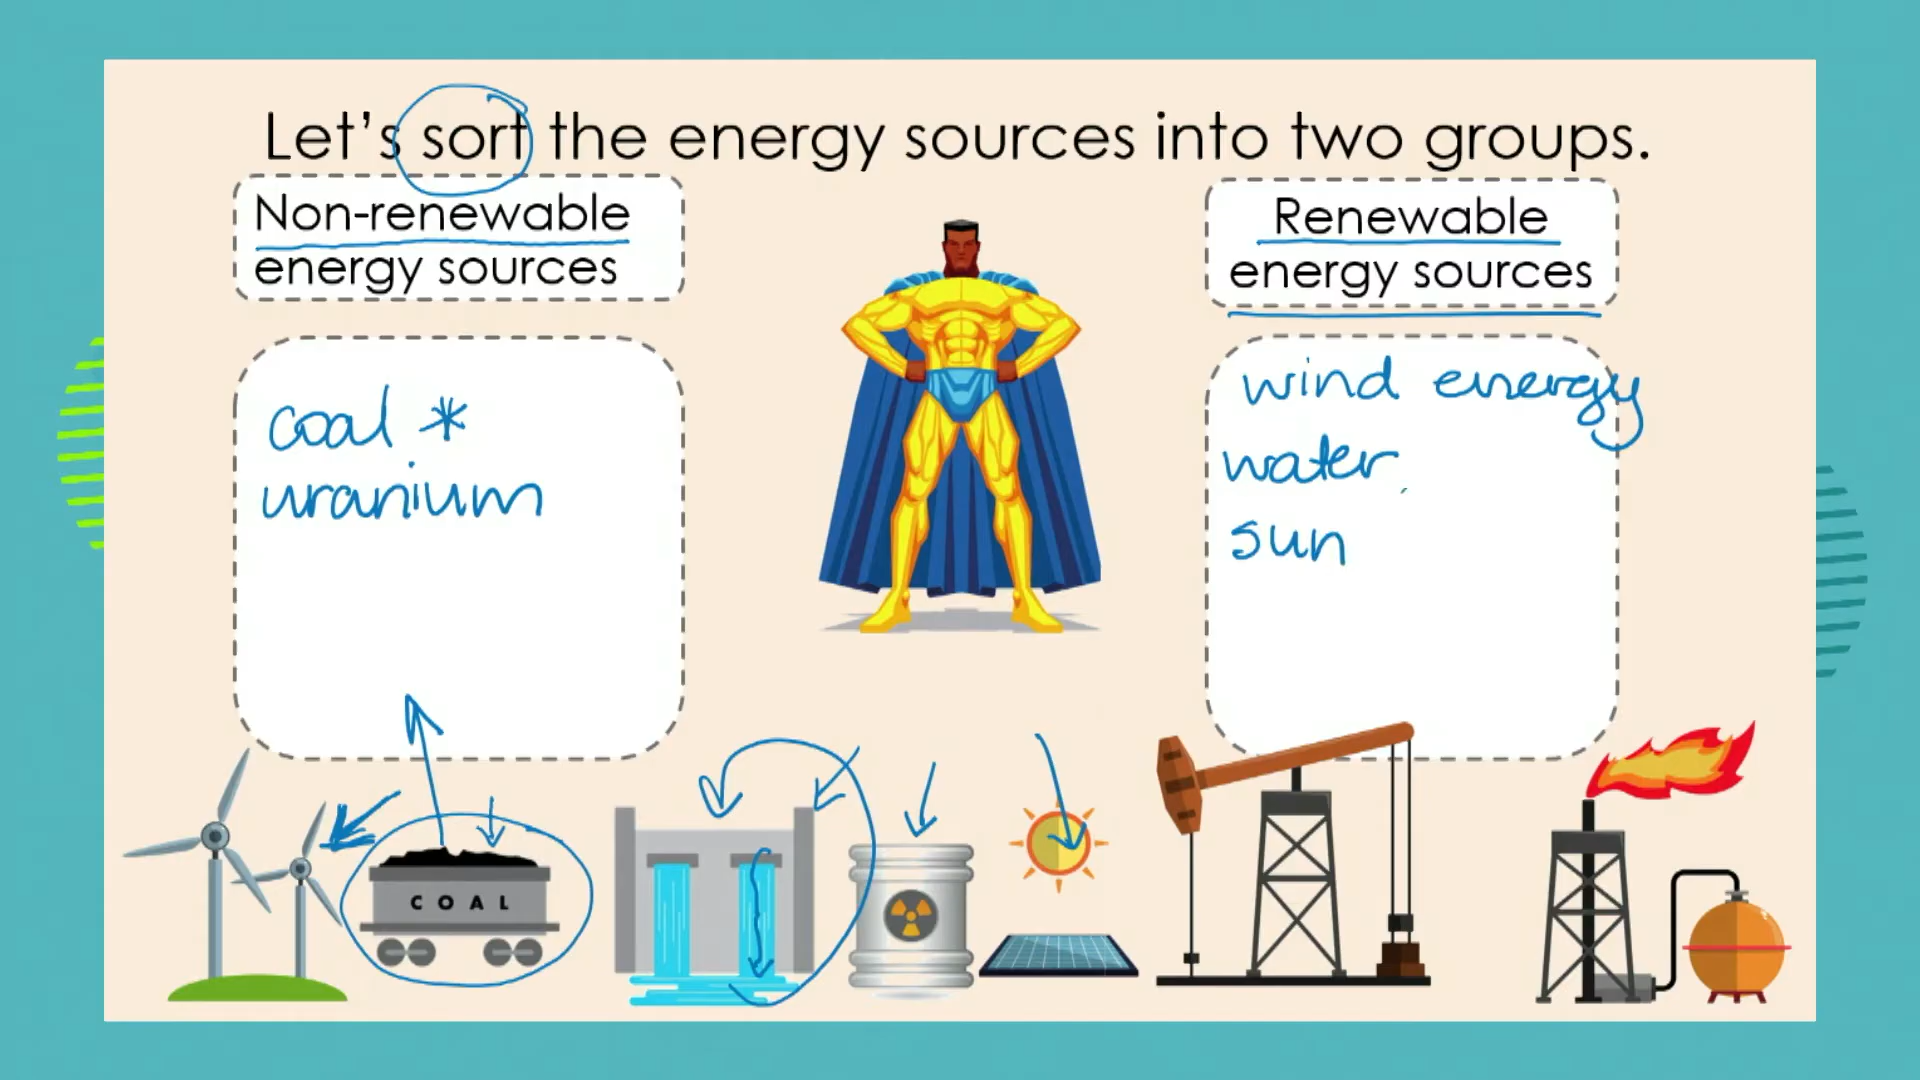 Let's sort the energy sources into two groups.
Non-renewable
energy sources
Renewable
energy sources
coal *
uranium
wind energy
water
sun
COAL